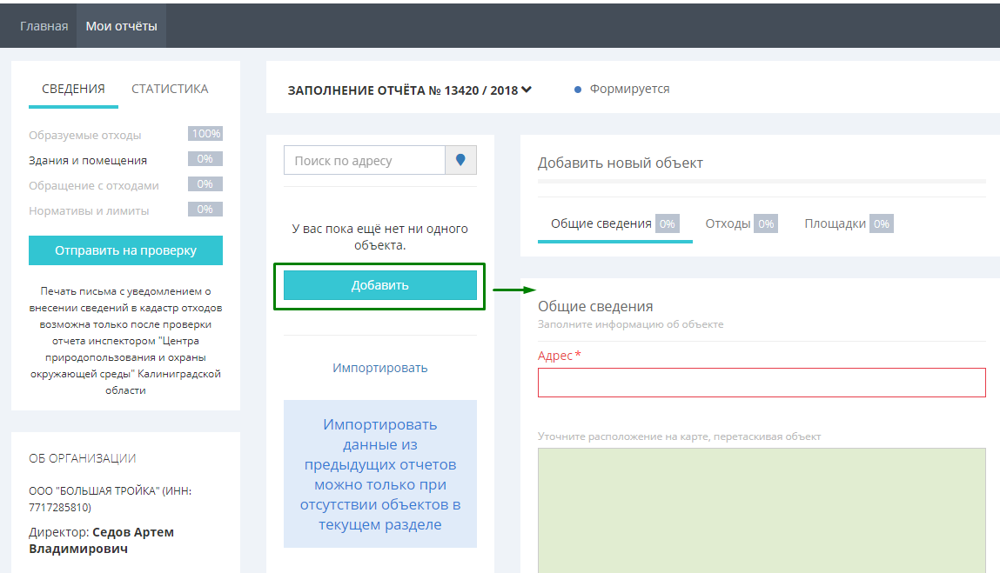 Главная
Мои отчёты
СВЕДЕНИЯ
СТАТИСТИКА
Образуемые отходы 100%
Здания и помещения 0%
Обращение с отходами 0%
Нормативы и лимиты 0%
Отправить на проверку
Печать письма с уведомлением о
внесении сведений в кадастр отходов
возможна только после проверки
отчета инспектором "Центра
природопользования и охраны
окружающей среды" Калининградской
области
ОБ ОРГАНИЗАЦИИ
ООО "БОЛЬШАЯ ТРОЙКА" (ИНН:
7717285810)
Директор: Седов Артем
Владимирович
ЗАПОЛНЕНИЕ ОТЧЁТА № 13420 / 2018
Формируется
Поиск по адресу
У вас пока ещё нет ни одного
объекта.
Добавить
Импортировать
Импортировать
данные из
предыдущих отчетов
можно только при
отсутствии объектов в
текущем разделе
Добавить новый объект
Общие сведения 0%
Отходы 0%
Площадки 0%
Общие сведения
Заполните информацию об объекте
Адрес *
Уточните расположение на карте, перетаскивая объект